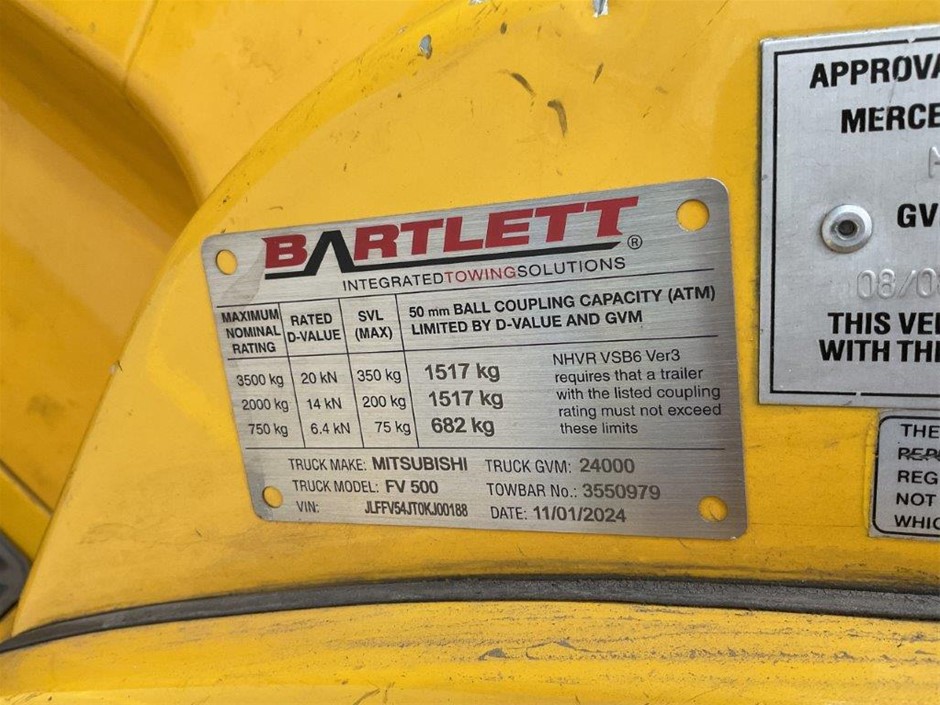 BARTLETT ®
INTEGRATEDTOWINGSOLUTIONS
MAXIMUM NOMINAL RATING
RATED D-VALUE
SVL (MAX)
50 mm BALL COUPLING CAPACITY (ATM)
LIMITED BY D-VALUE AND GVM
3500 kg 20 kN 350 kg 1517 kg
2000 kg 14 kN 200 kg 1517 kg
750 kg 6.4 kN 75 kg 682 kg
NHVR VSB6 Ver3
requires that a trailer
with the listed coupling
rating must not exceed
these limits
TRUCK MAKE: MITSUBISHI TRUCK GVM: 24000
TRUCK MODEL: FV 500 TOWBAR No.: 3550979
VIN: JLFFV54JT0KJ00188 DATE: 11/01/2024
APPROVA
MERCE
GV
08/0
THIS VE
WITH TH
THE
REP
REG
NOT
WHIC